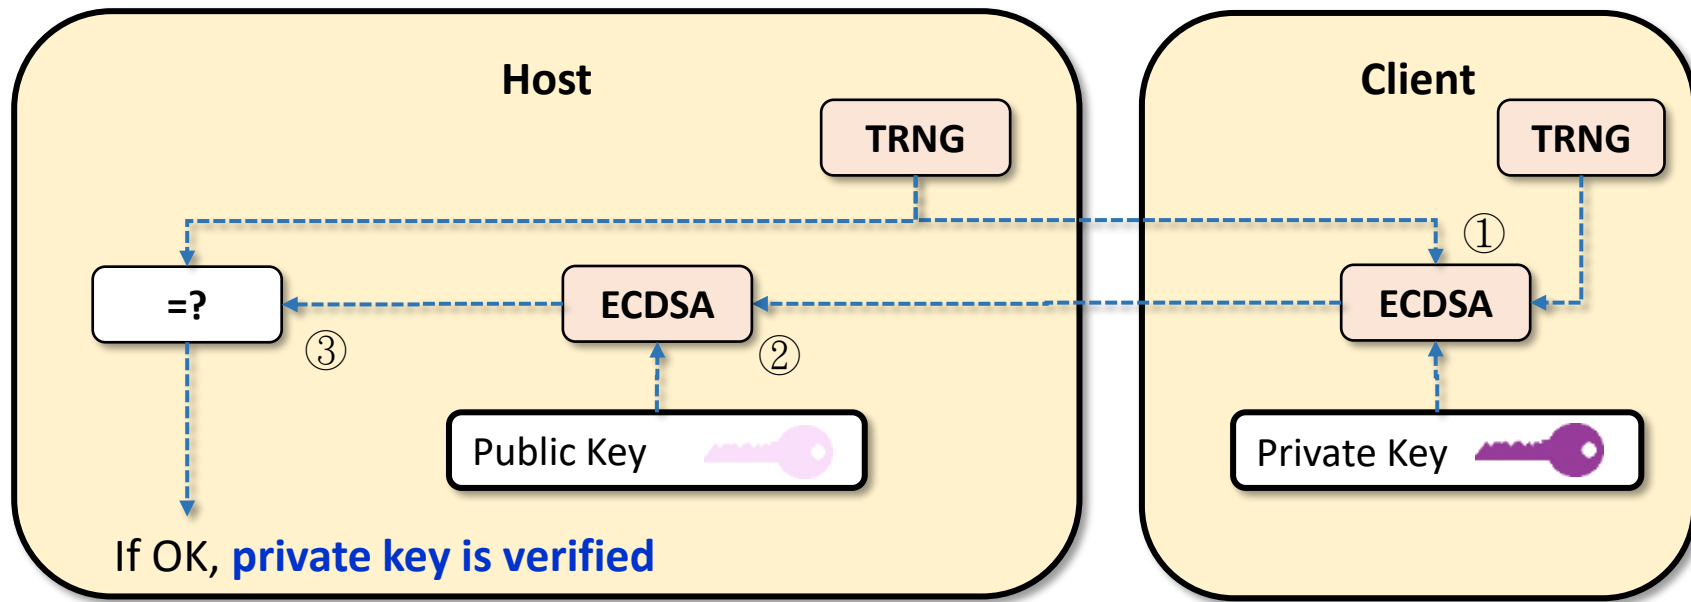 Host
Client
TRNG
TRNG
①
=?
ECDSA
ECDSA
③
②
Public Key
Private Key
If OK, private key is verified